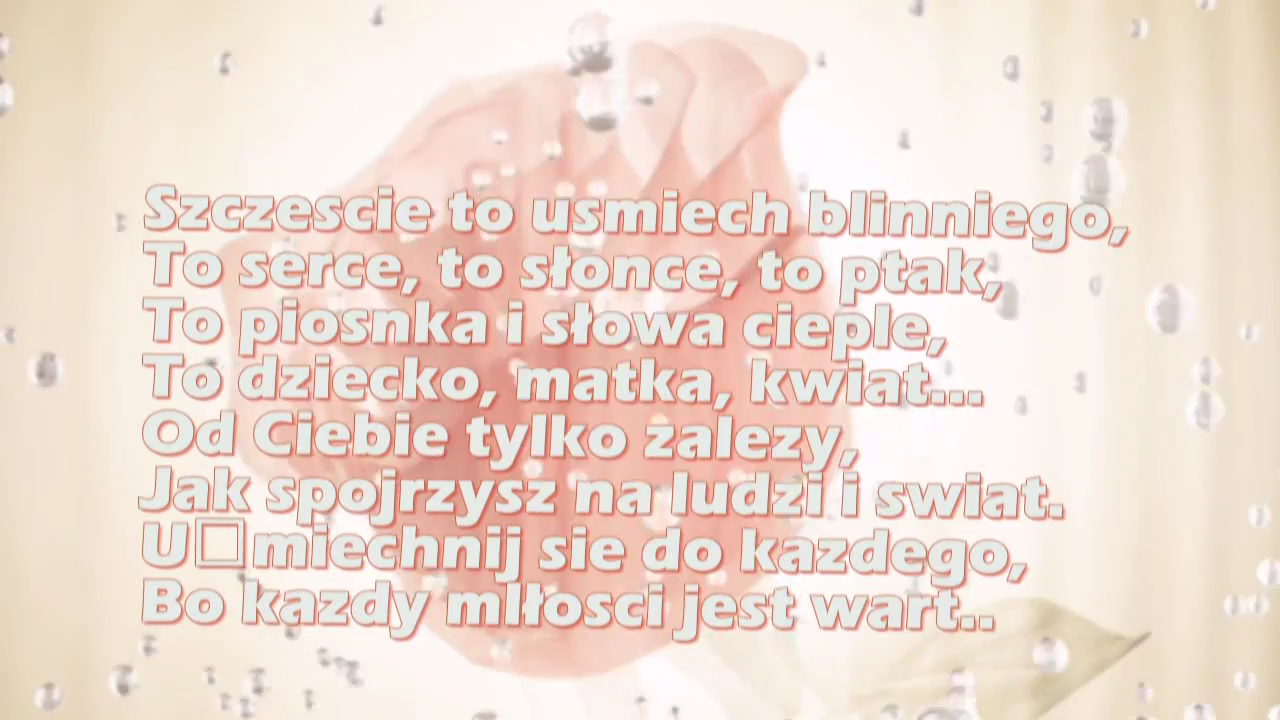 Szczescie to usmiech blinniego,
To serce, to słonce, to ptak,
To piosnka i słowa cieple,
To dziecko, matka, kwiat...
Od Ciebie tylko zalezy,
Jak spojrzysz na ludzi i swiat.
U□miechnij sie do kazdego,
Bo kazdy mlłosci jest wart..